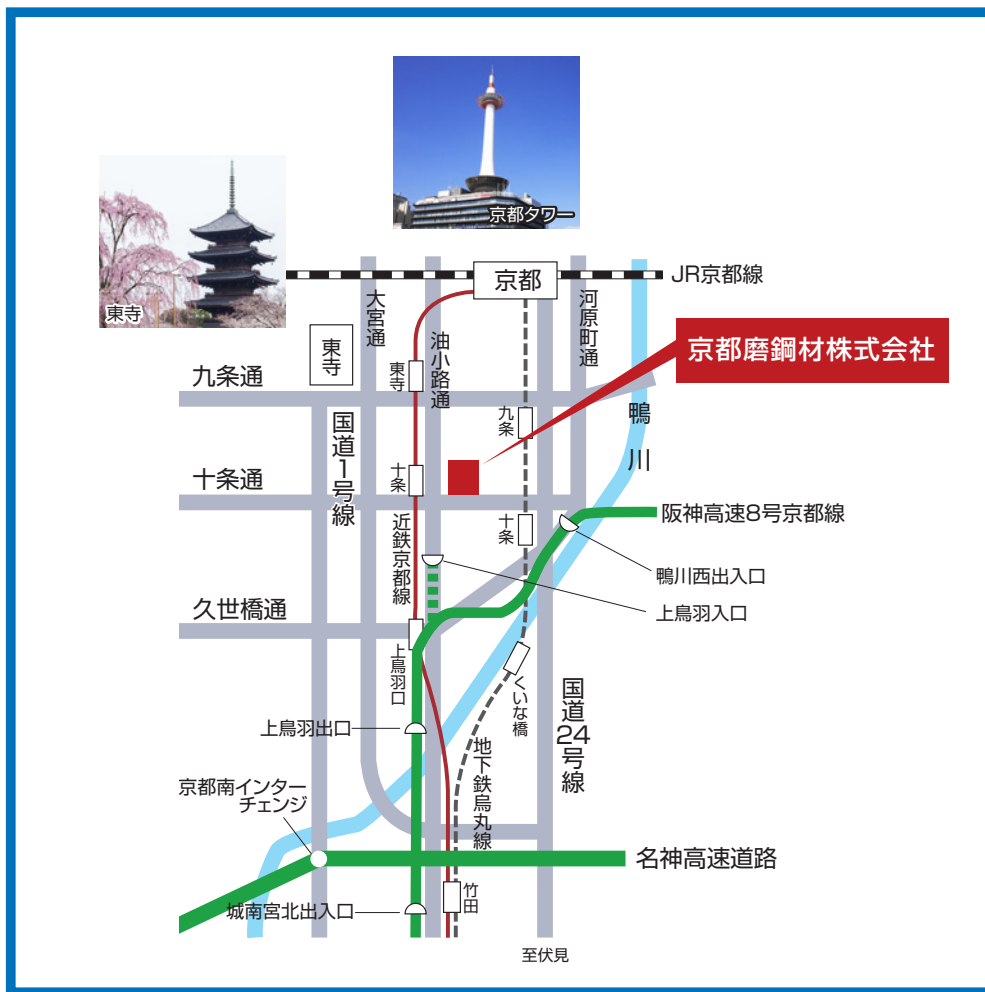 京都タワー
東寺
京都
JR京都線
大宮通
油小路通
河原町通
東寺
東寺
京都磨鋼材株式会社
九条通
国道1号線
九条
鴨川
十条通
十条
十条
近鉄京都線
阪神高速8号京都線
鴨川西出入口
上鳥羽入口
久世橋通
上鳥羽口
くいな橋
国道24号線
上鳥羽出口
地下鉄烏丸線
京都南インター
チェンジ
名神高速道路
竹田
城南宮北出入口
至伏見